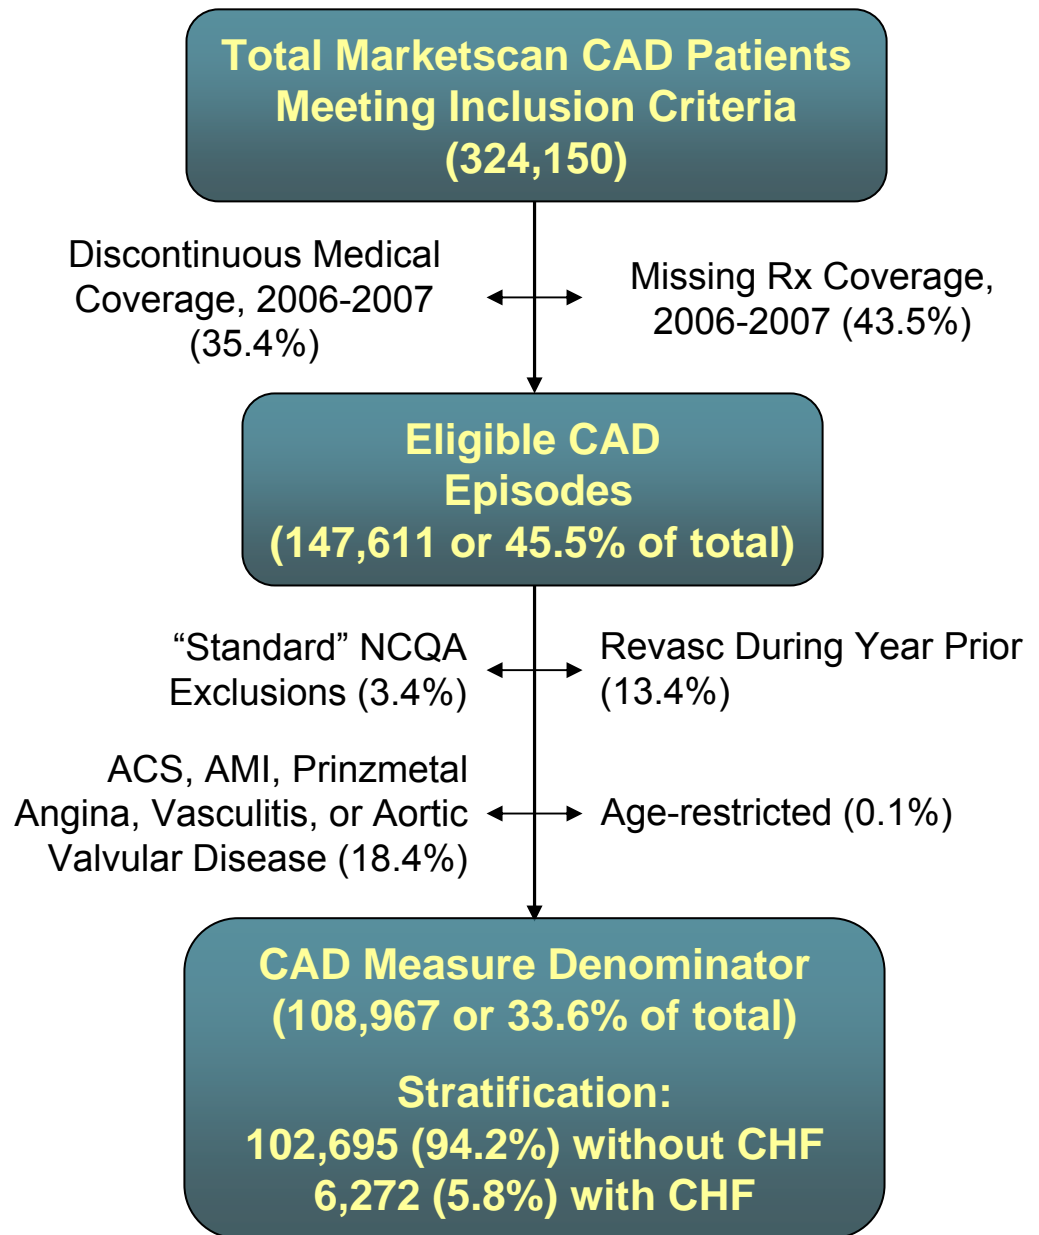 Total Marketscan CAD Patients
Meeting Inclusion Criteria
(324,150)
Discontinuous Medical
Coverage, 2006-2007
(35.4%)
Missing Rx Coverage,
2006-2007 (43.5%)
Eligible CAD
Episodes
(147,611 or 45.5% of total)
“Standard” NCQA
Exclusions (3.4%)
Revasc During Year Prior
(13.4%)
ACS, AMI, Prinzmetal
Angina, Vasculitis, or Aortic
Valvular Disease (18.4%)
Age-restricted (0.1%)
CAD Measure Denominator
(108,967 or 33.6% of total)
Stratification:
102,695 (94.2%) without CHF
6,272 (5.8%) with CHF